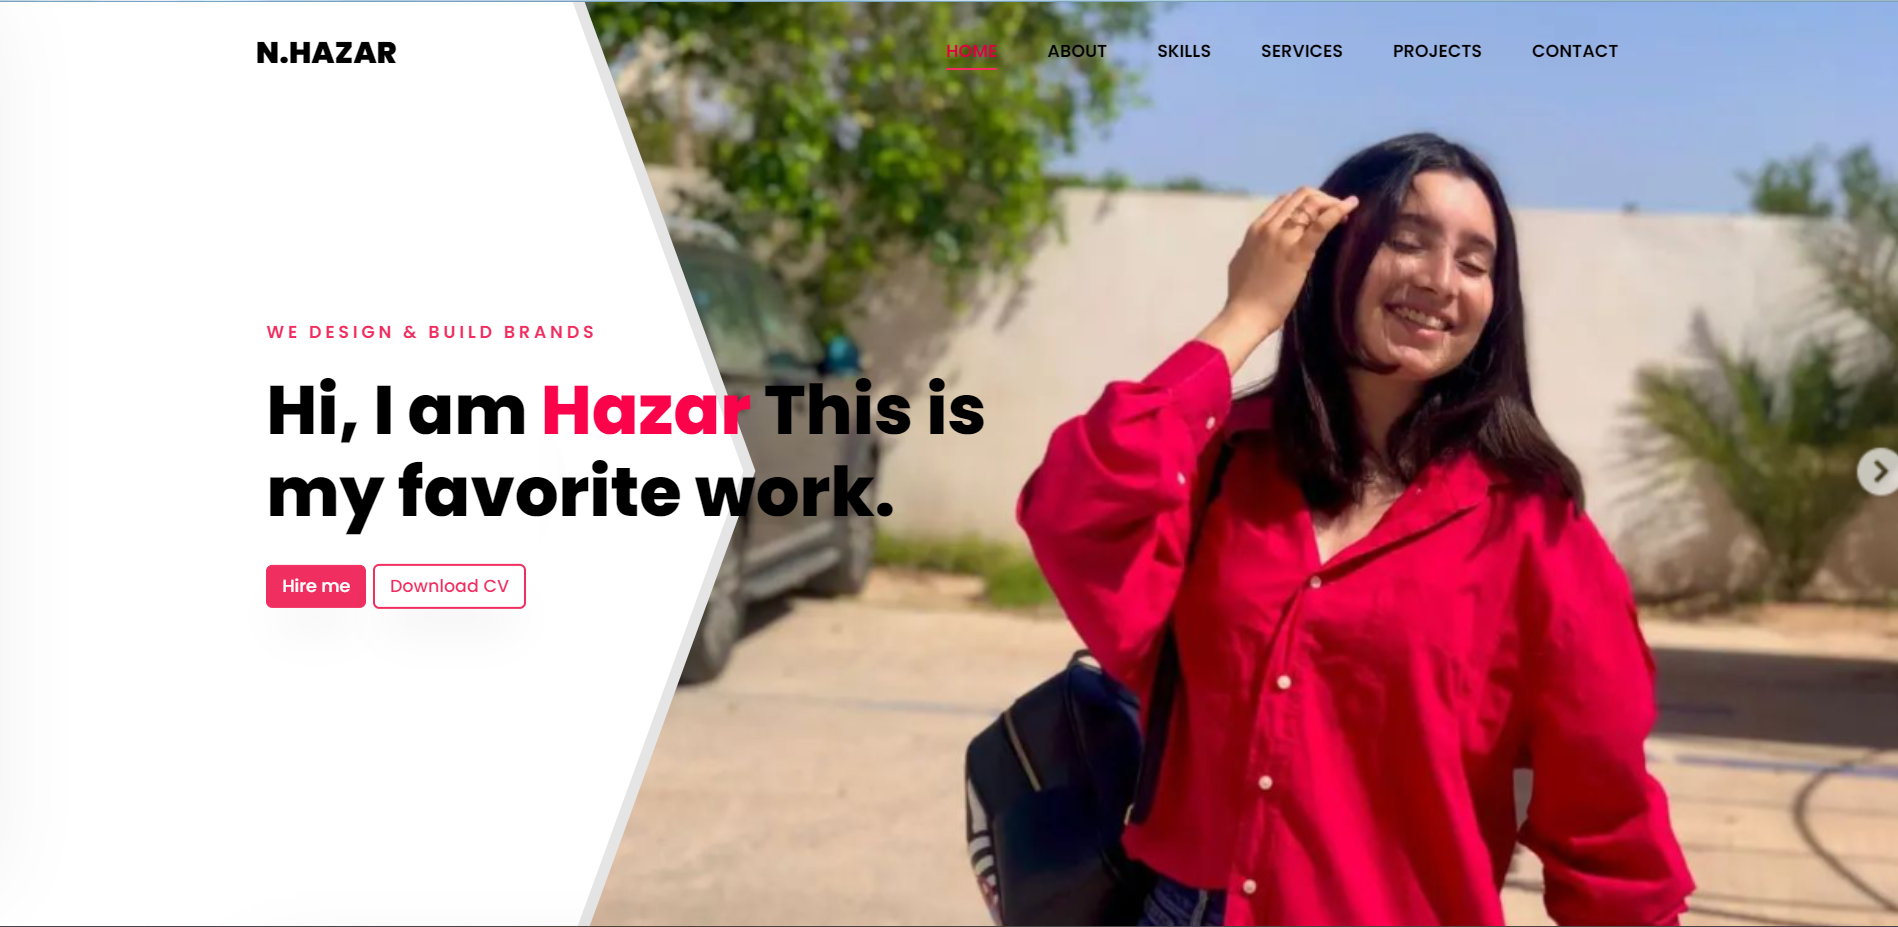 N.HAZAR
HOME ABOUT SKILLS SERVICES PROJECTS CONTACT
WE DESIGN & BUILD BRANDS
Hi, I am Hazar This is
my favorite work.
Hire me Download CV